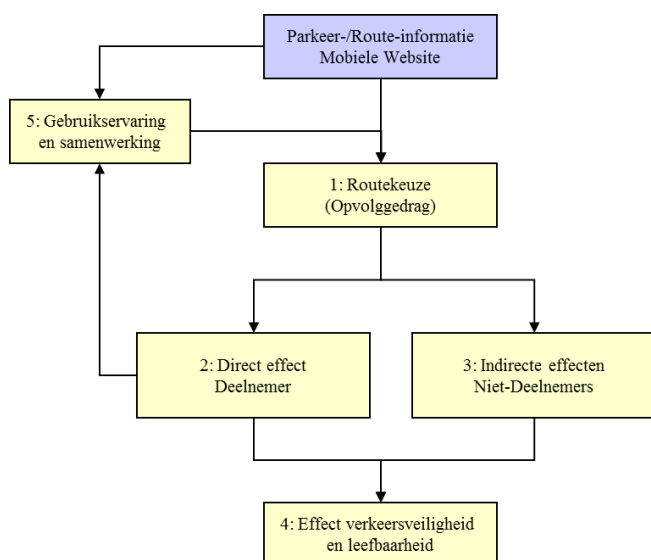 Parkeer-/Route-informatie
Mobiele Website
5: Gebruikservaring
en samenwerking
1: Routekeuze
(Opvolggedrag)
2: Direct effect
Deelnemer
3: Indirecte effecten
Niet-Deelnemers
4: Effect verkeersveiligheid
en leefbaarheid